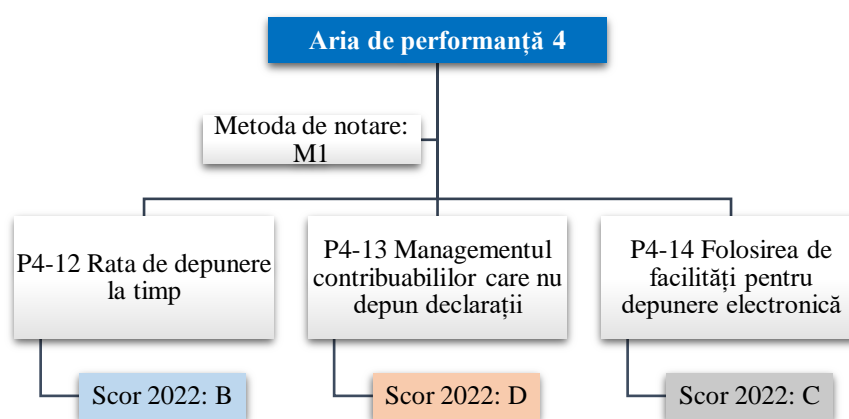 Aria de performanță 4
Metoda de notare:
M1
P4-12 Rata de depunere
la timp
P4-13 Managementul
contribuabililor care nu
depun declarații
P4-14 Folosirea de
facilități pentru
depunere electronică
Scor 2022: B
Scor 2022: D
Scor 2022: C